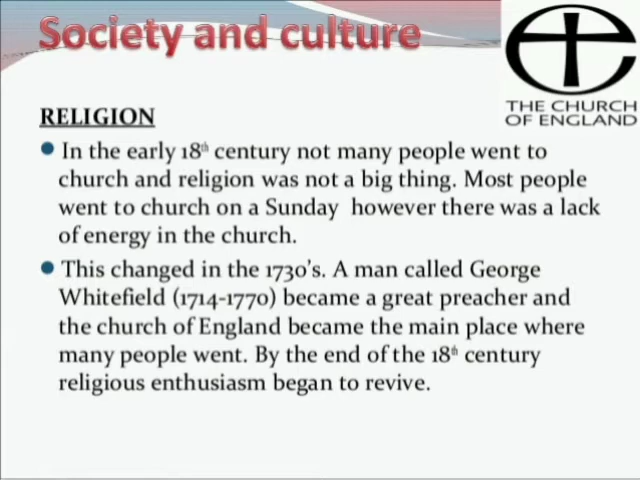 Society and culture
THE CHURCH
OF ENGLAND
RELIGION
In the early 18th century not many people went to
church and religion was not a big thing. Most people
went to church on a Sunday however there was a lack
of energy in the church.
This changed in the 1730's. A man called George
Whitefield (1714-1770) became a great preacher and
the church of England became the main place where
many people went. By the end of the 18th century
religious enthusiasm began to revive.